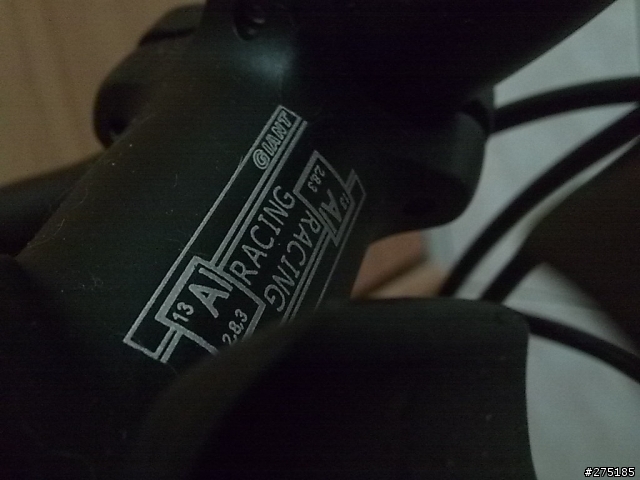 GIANT
13 Al RACING
2.8.3
13 Al RACING
2.8.3
#275185